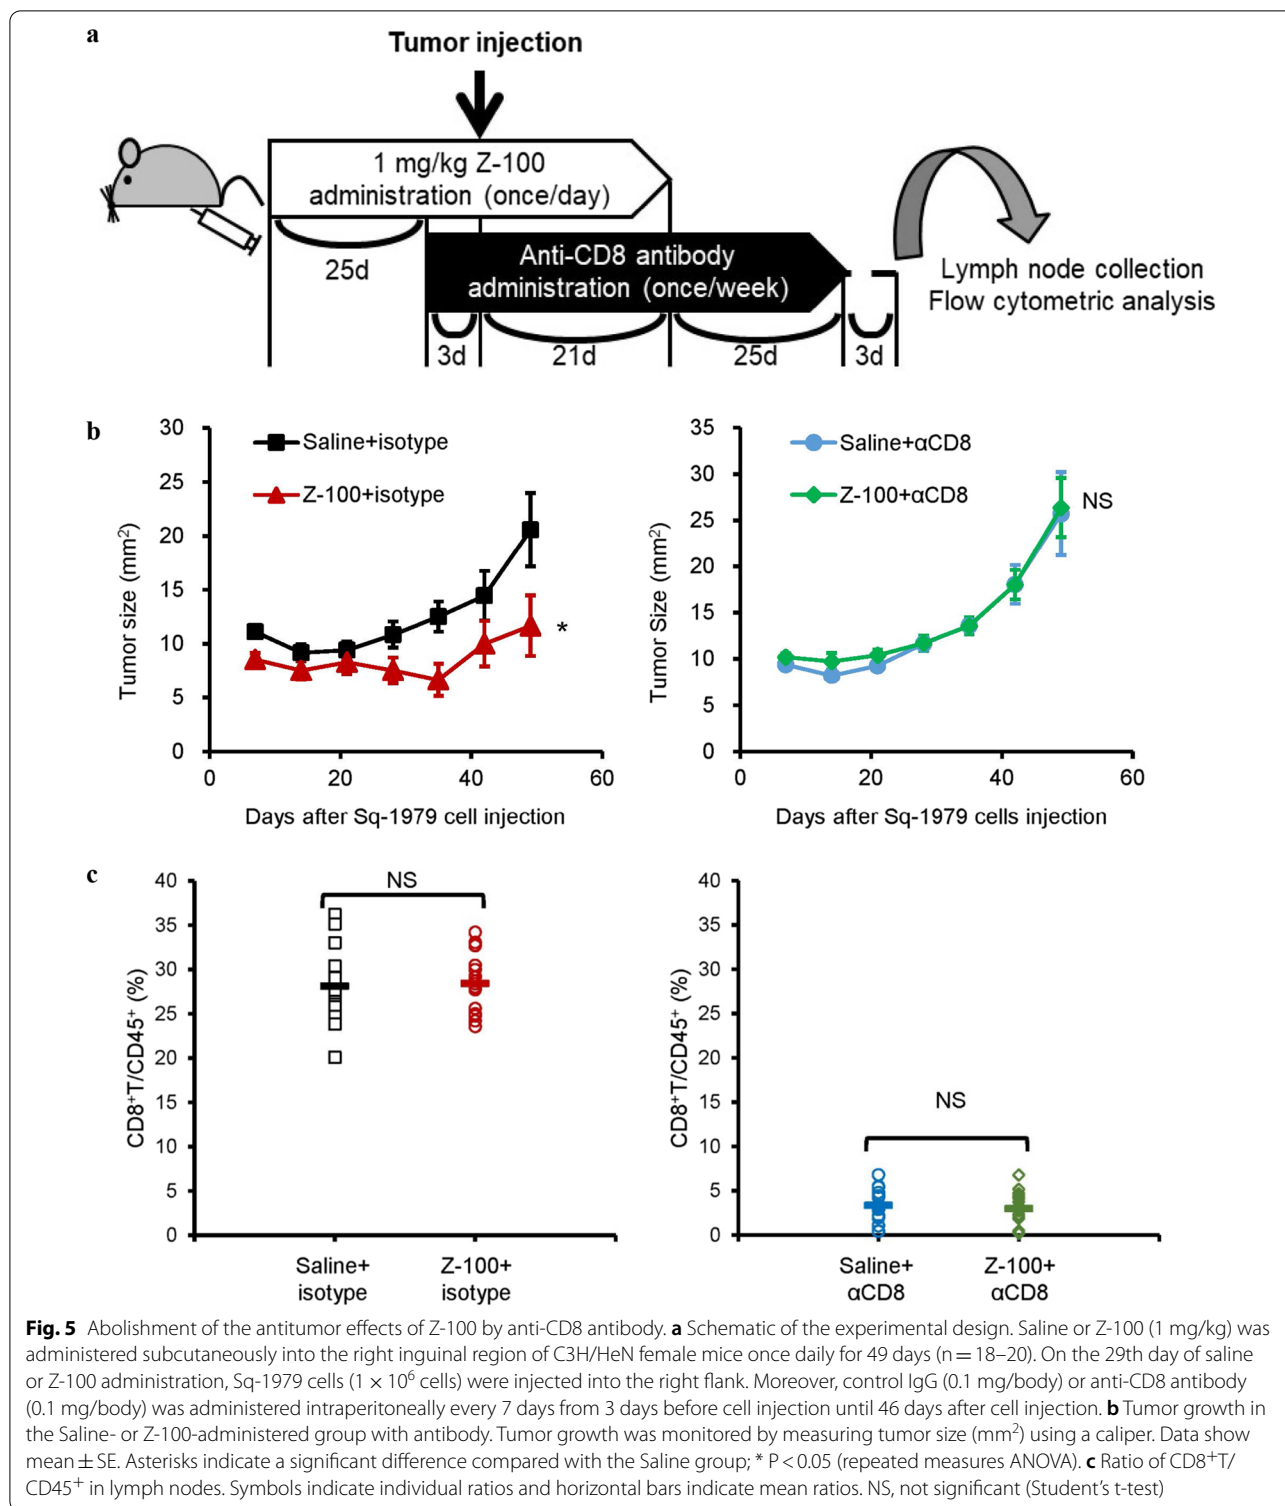 a
Tumor injection
1 mg/kg Z-100
administration (once/day)
25d
Anti-CD8 antibody
administration (once/week)
3d
21d
25d
3d
Lymph node collection
Flow cytometric analysis
b
30
25
20
15
10
5
0
0
20
40
60
Tumor size (mm²)
Days after Sq-1979 cell injection
Saline+isotype
Z-100+isotype
*
35
30
25
20
15
10
5
0
0
20
40
60
Tumor Size (mm²)
Days after Sq-1979 cells injection
Saline+αCD8
Z-100+αCD8
NS
c
40
35
30
25
20
15
10
5
0
CD8⁺T/CD45⁺ (%)
NS
Saline+
isotype
Z-100+
isotype
40
35
30
25
20
15
10
5
0
CD8⁺T/CD45⁺ (%)
NS
Saline+
αCD8
Z-100+
αCD8
Fig. 5 Abolishment of the antitumor effects of Z-100 by anti-CD8 antibody. a Schematic of the experimental design. Saline or Z-100 (1 mg/kg) was
administered subcutaneously into the right inguinal region of C3H/HeN female mice once daily for 49 days (n = 18–20). On the 29th day of saline
or Z-100 administration, Sq-1979 cells (1 × 10⁶ cells) were injected into the right flank. Moreover, control IgG (0.1 mg/body) or anti-CD8 antibody
(0.1 mg/body) was administered intraperitoneally every 7 days from 3 days before cell injection until 46 days after cell injection. b Tumor growth in
the Saline- or Z-100-administered group with antibody. Tumor growth was monitored by measuring tumor size (mm²) using a caliper. Data show
mean ± SE. Asterisks indicate a significant difference compared with the Saline group; * P < 0.05 (repeated measures ANOVA). c Ratio of CD8⁺T/
CD45⁺ in lymph nodes. Symbols indicate individual ratios and horizontal bars indicate mean ratios. NS, not significant (Student's t-test)